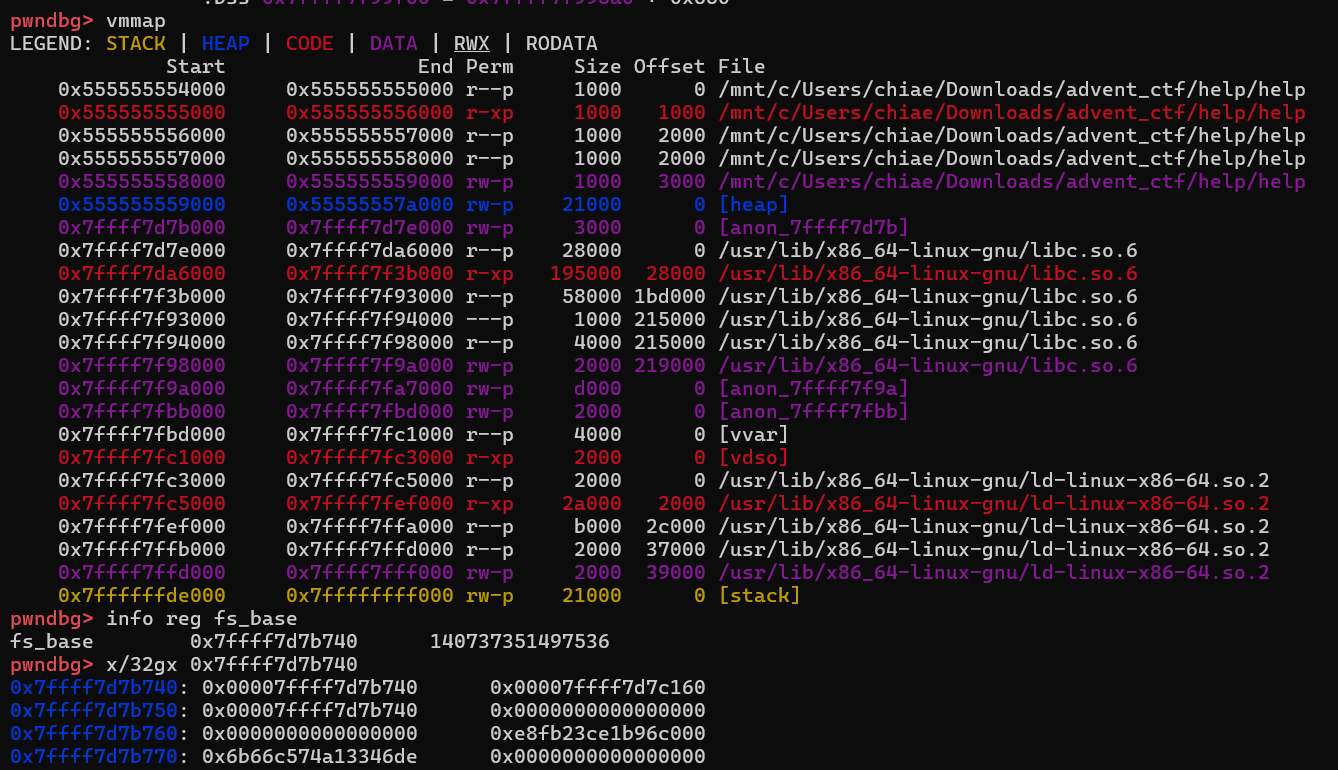 pwndbg> vmmap
LEGEND: STACK | HEAP | CODE | DATA | RWX | RODATA
Start End Perm Size Offset File
0x555555554000 0x555555555000 r--p 1000 0 /mnt/c/Users/chiae/Downloads/advent_ctf/help/help
0x555555555000 0x555555556000 r-xp 1000 1000 /mnt/c/Users/chiae/Downloads/advent_ctf/help/help
0x555555556000 0x555555557000 r--p 1000 2000 /mnt/c/Users/chiae/Downloads/advent_ctf/help/help
0x555555557000 0x555555558000 r--p 1000 2000 /mnt/c/Users/chiae/Downloads/advent_ctf/help/help
0x555555558000 0x555555559000 rw-p 1000 3000 /mnt/c/Users/chiae/Downloads/advent_ctf/help/help
0x555555559000 0x55555557a000 rw-p 21000 0 [heap]
0x7ffff7d7b000 0x7ffff7d7e000 rw-p 3000 0 [anon_7ffff7d7b]
0x7ffff7d7e000 0x7ffff7da6000 r--p 28000 0 /usr/lib/x86_64-linux-gnu/libc.so.6
0x7ffff7da6000 0x7ffff7f3b000 r-xp 195000 28000 /usr/lib/x86_64-linux-gnu/libc.so.6
0x7ffff7f3b000 0x7ffff7f93000 r--p 58000 1bd000 /usr/lib/x86_64-linux-gnu/libc.so.6
0x7ffff7f93000 0x7ffff7f94000 ---p 1000 215000 /usr/lib/x86_64-linux-gnu/libc.so.6
0x7ffff7f94000 0x7ffff7f98000 r--p 4000 215000 /usr/lib/x86_64-linux-gnu/libc.so.6
0x7ffff7f98000 0x7ffff7f9a000 rw-p 2000 219000 /usr/lib/x86_64-linux-gnu/libc.so.6
0x7ffff7f9a000 0x7ffff7fa7000 rw-p d000 0 [anon_7ffff7f9a]
0x7ffff7fbb000 0x7ffff7fbd000 rw-p 2000 0 [anon_7ffff7fbb]
0x7ffff7fbd000 0x7ffff7fc1000 r--p 4000 0 [vvar]
0x7ffff7fc1000 0x7ffff7fc3000 r-xp 2000 0 [vdso]
0x7ffff7fc3000 0x7ffff7fc5000 r--p 2000 0 /usr/lib/x86_64-linux-gnu/ld-linux-x86-64.so.2
0x7ffff7fc5000 0x7ffff7fef000 r-xp 2a000 2000 /usr/lib/x86_64-linux-gnu/ld-linux-x86-64.so.2
0x7ffff7fef000 0x7ffff7ffa000 r--p b000 2c000 /usr/lib/x86_64-linux-gnu/ld-linux-x86-64.so.2
0x7ffff7ffb000 0x7ffff7ffd000 r--p 2000 37000 /usr/lib/x86_64-linux-gnu/ld-linux-x86-64.so.2
0x7ffff7ffd000 0x7ffff7fff000 rw-p 2000 39000 /usr/lib/x86_64-linux-gnu/ld-linux-x86-64.so.2
0x7ffffffde000 0x7ffffffff000 rw-p 21000 0 [stack]
pwndbg> info reg fs_base
fs_base 0x7ffff7d7b740 140737351497536
pwndbg> x/32gx 0x7ffff7d7b740
0x7ffff7d7b740: 0x00007ffff7d7b740 0x00007ffff7d7c160
0x7ffff7d7b750: 0x00007ffff7d7b740 0x0000000000000000
0x7ffff7d7b760: 0x0000000000000000 0xe8fb23ce1b96c000
0x7ffff7d7b770: 0x6b66c574a13346de 0x0000000000000000